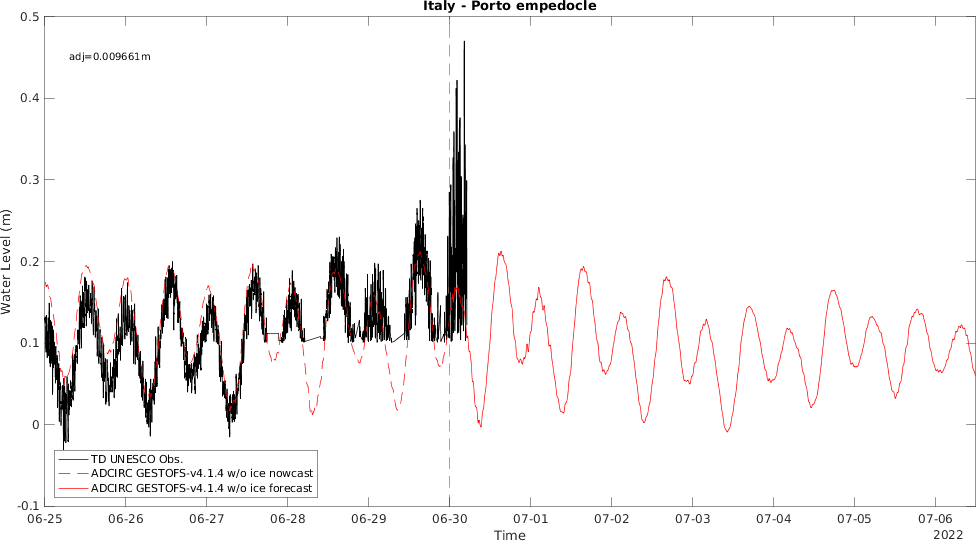 Italy - Porto empedocle
0.5
adj=0.009661m
0.4
0.3
0.2
0.1
0
-0.1
Water Level (m)
TD UNESCO Obs.
ADCIRC GESTOFS-v4.1.4 w/o ice nowcast
ADCIRC GESTOFS-v4.1.4 w/o ice forecast
06-25 06-26 06-27 06-28 06-29 06-30 07-01 07-02 07-03 07-04 07-05 07-06
Time
2022